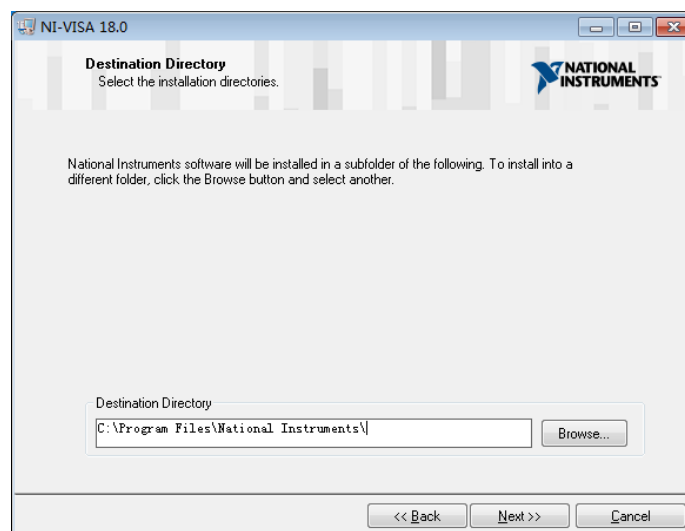 NI-VISA 18.0
Destination Directory
Select the installation directories.
NATIONAL
INSTRUMENTS
National Instruments software will be installed in a subfolder of the following. To install into a
different folder, click the Browse button and select another.
Destination Directory
C:\Program Files\National Instruments\
Browse...
<< Back
Next >>
Cancel